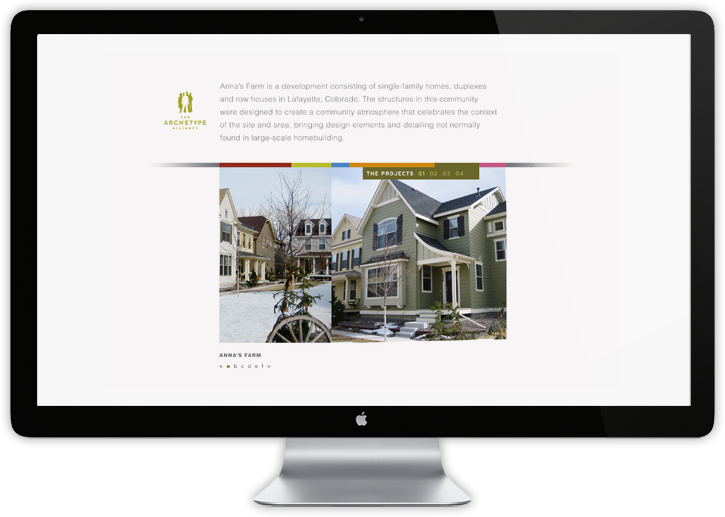 Anna's Farm is a development consisting of single-family homes, duplexes
and row houses in Lafayette, Colorado. The structures in this community
were designed to create a community atmosphere that celebrates the context
of the site and area, bringing design elements and detailing not normally
found in large-scale homebuilding.
THE
ARCHETYPE
ALLIANCE
THE PROJECTS 01 02 03 04
ANNA'S FARM
< a b c d e f >